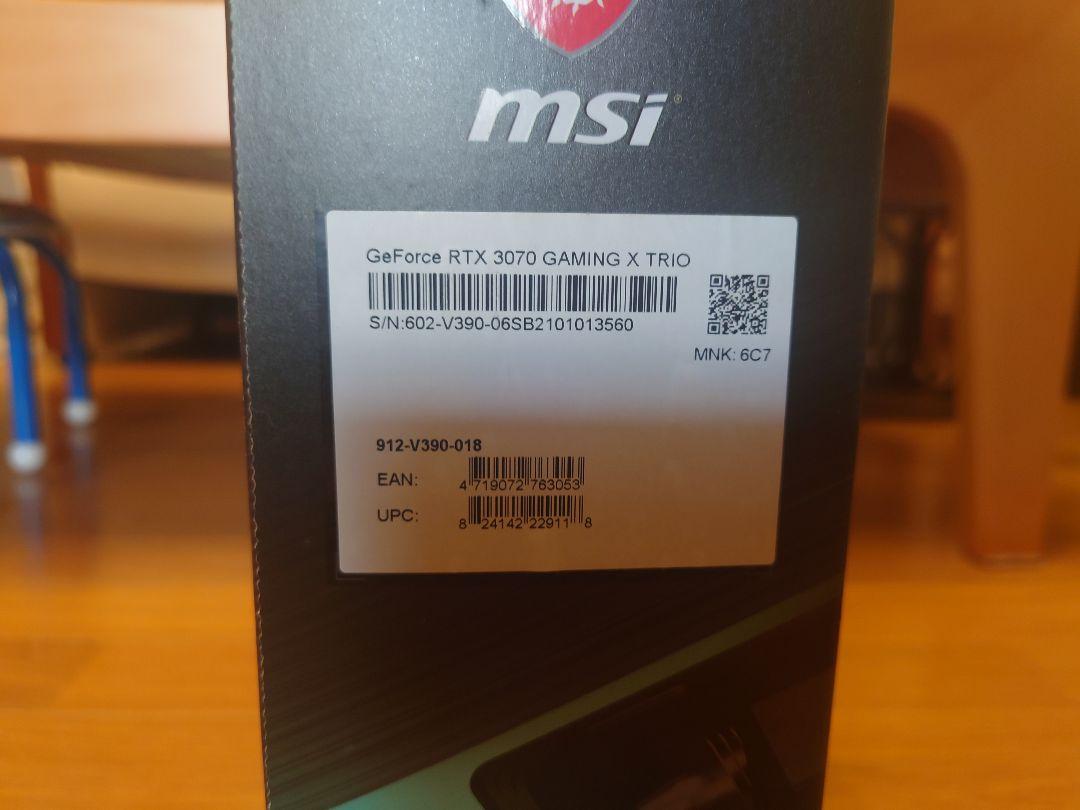 msi
GeForce RTX 3070 GAMING X TRIO
S/N:602-V390-06SB2101013560
MNK: 6C7
912-V390-018
EAN: 4 719072 763053
UPC: 8 24142 22911 8